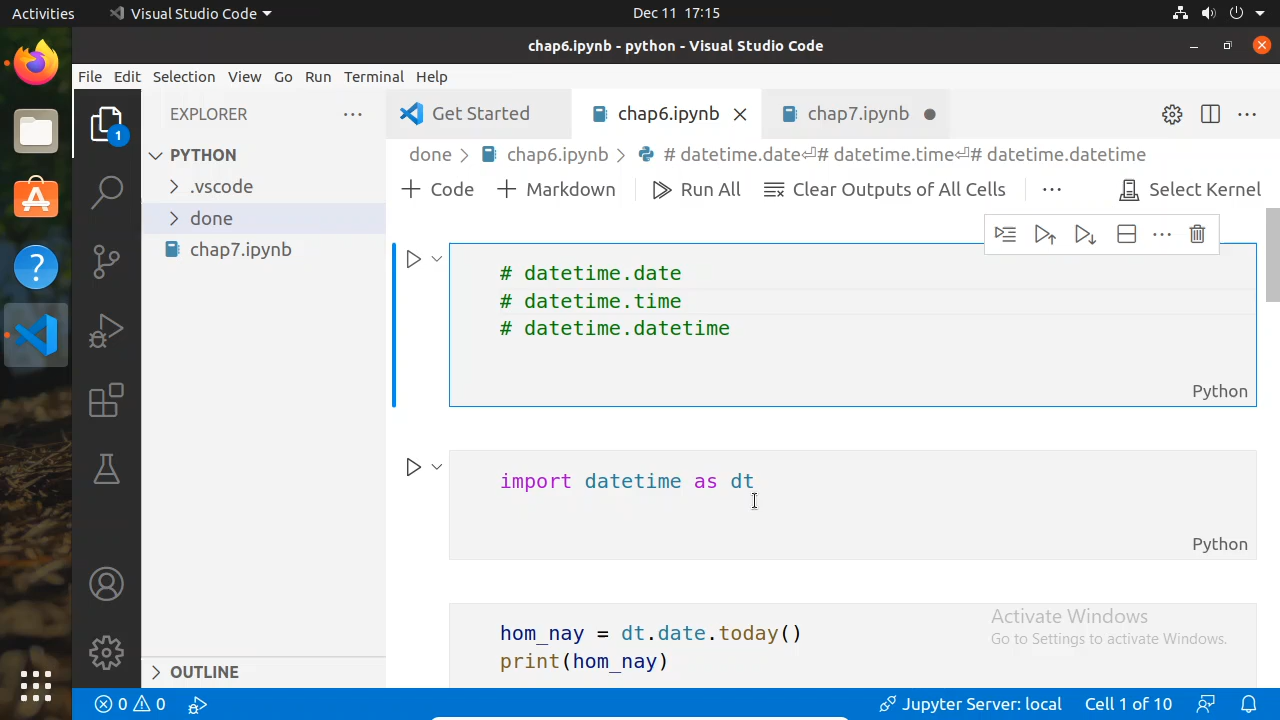 Activities
Visual Studio Code
Dec 11 17:15
chap6.ipynb - python - Visual Studio Code
File Edit Selection View Go Run Terminal Help
EXPLORER
Get Started
chap6.ipynb
chap7.ipynb
1
PYTHON
done > chap6.ipynb > # datetime.date⏎# datetime.time⏎# datetime.datetime
.vscode
+ Code + Markdown Run All Clear Outputs of All Cells ... Select Kernel
done
chap7.ipynb
# datetime.date
# datetime.time
# datetime.datetime
Python
import datetime as dt
Python
hom_nay = dt.date.today()
print(hom_nay)
Activate Windows
Go to Settings to activate Windows.
OUTLINE
0 0
Jupyter Server: local
Cell 1 of 10